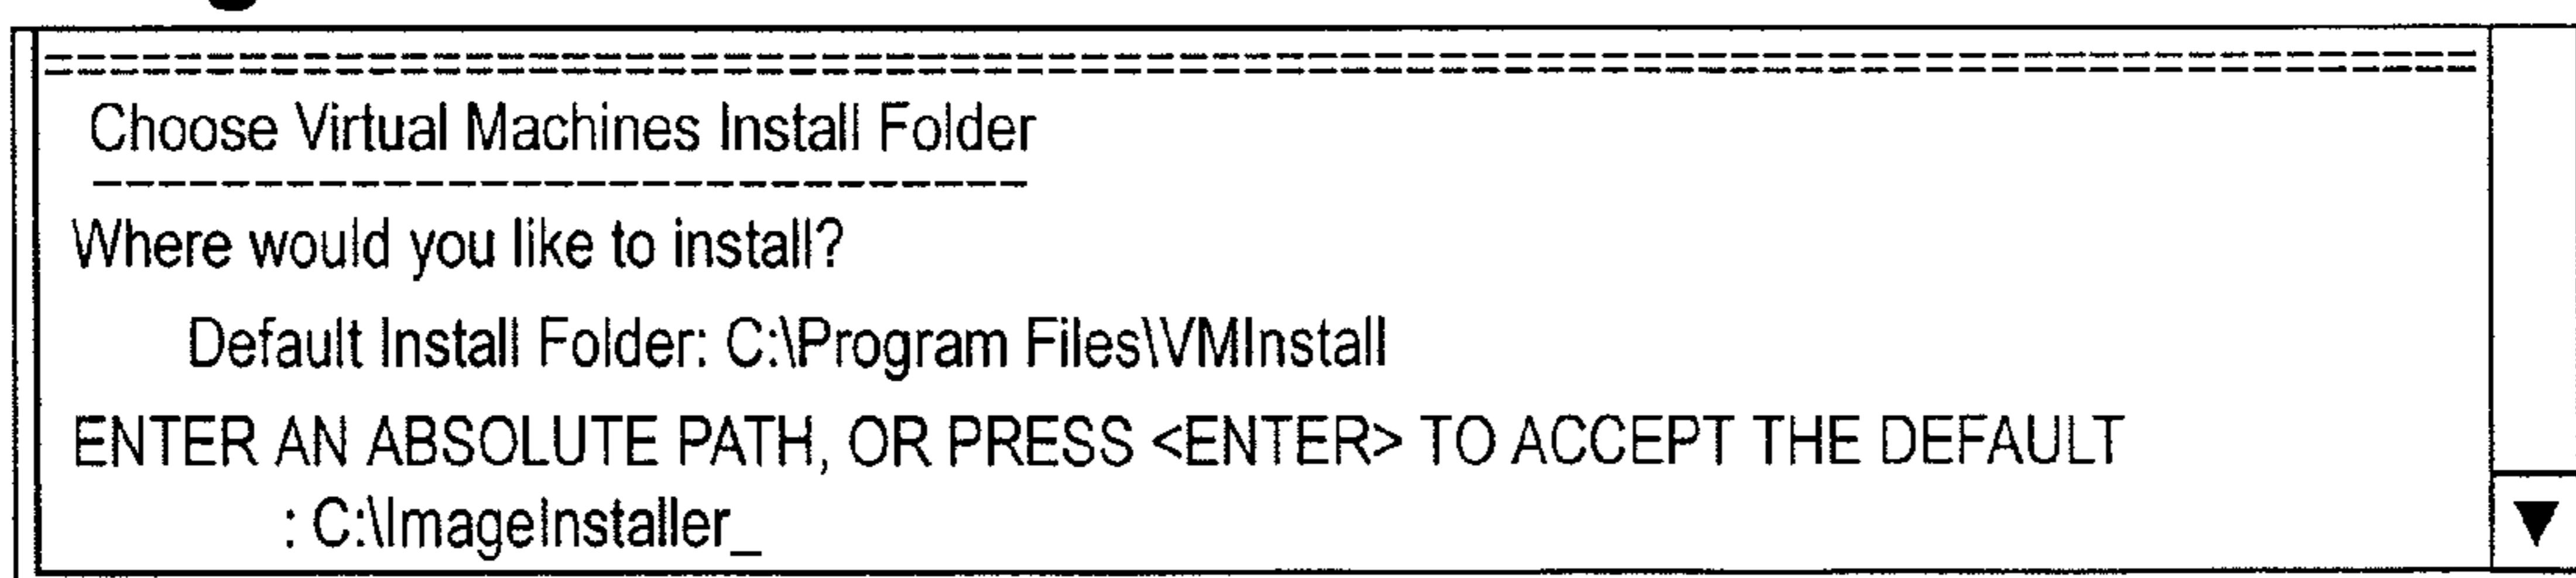 ================================================================================
Choose Virtual Machines Install Folder
------------------------------
Where would you like to install?
Default Install Folder: C:\Program Files\VMInstall
ENTER AN ABSOLUTE PATH, OR PRESS <ENTER> TO ACCEPT THE DEFAULT
: C:\ImageInstaller_